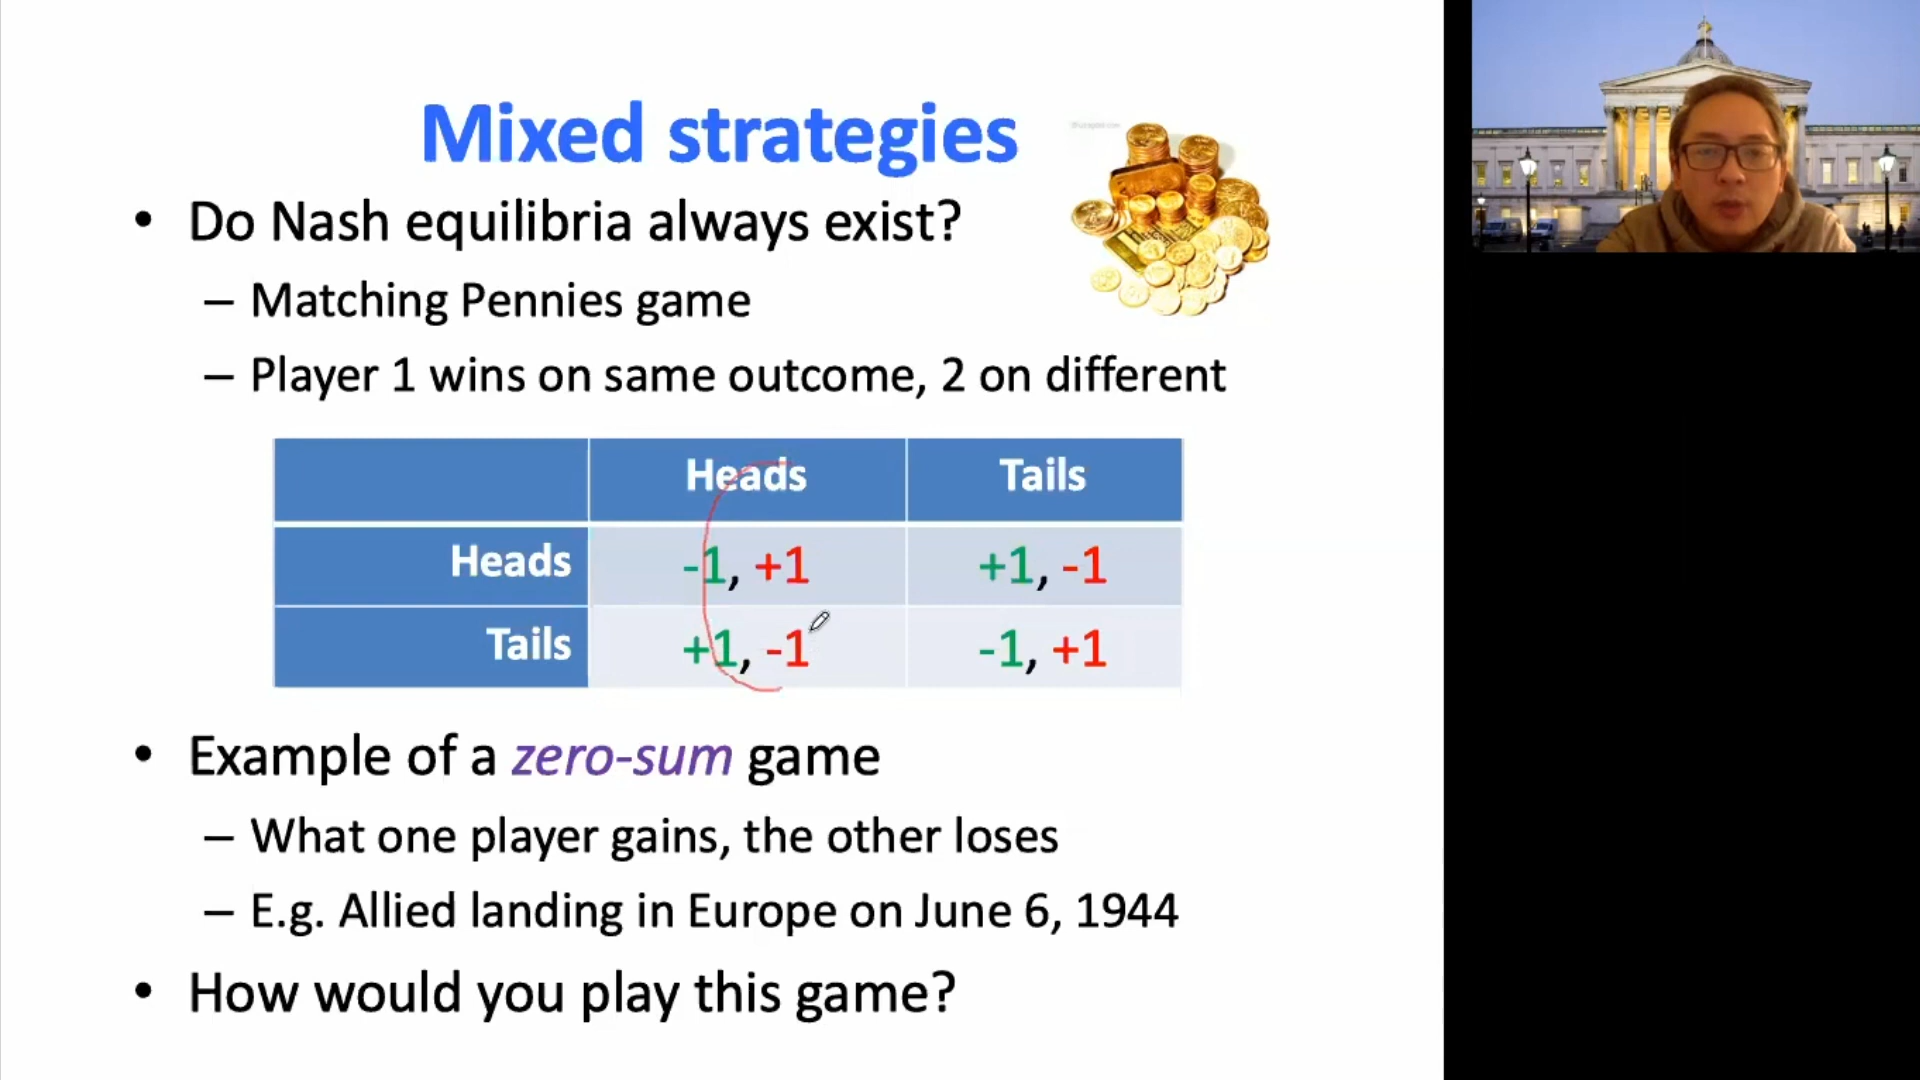 Mixed strategies
• Do Nash equilibria always exist?
– Matching Pennies game
– Player 1 wins on same outcome, 2 on different
Heads Tails
Heads -1, +1 +1, -1
Tails +1, -1 -1, +1
• Example of a zero-sum game
– What one player gains, the other loses
– E.g. Allied landing in Europe on June 6, 1944
• How would you play this game?